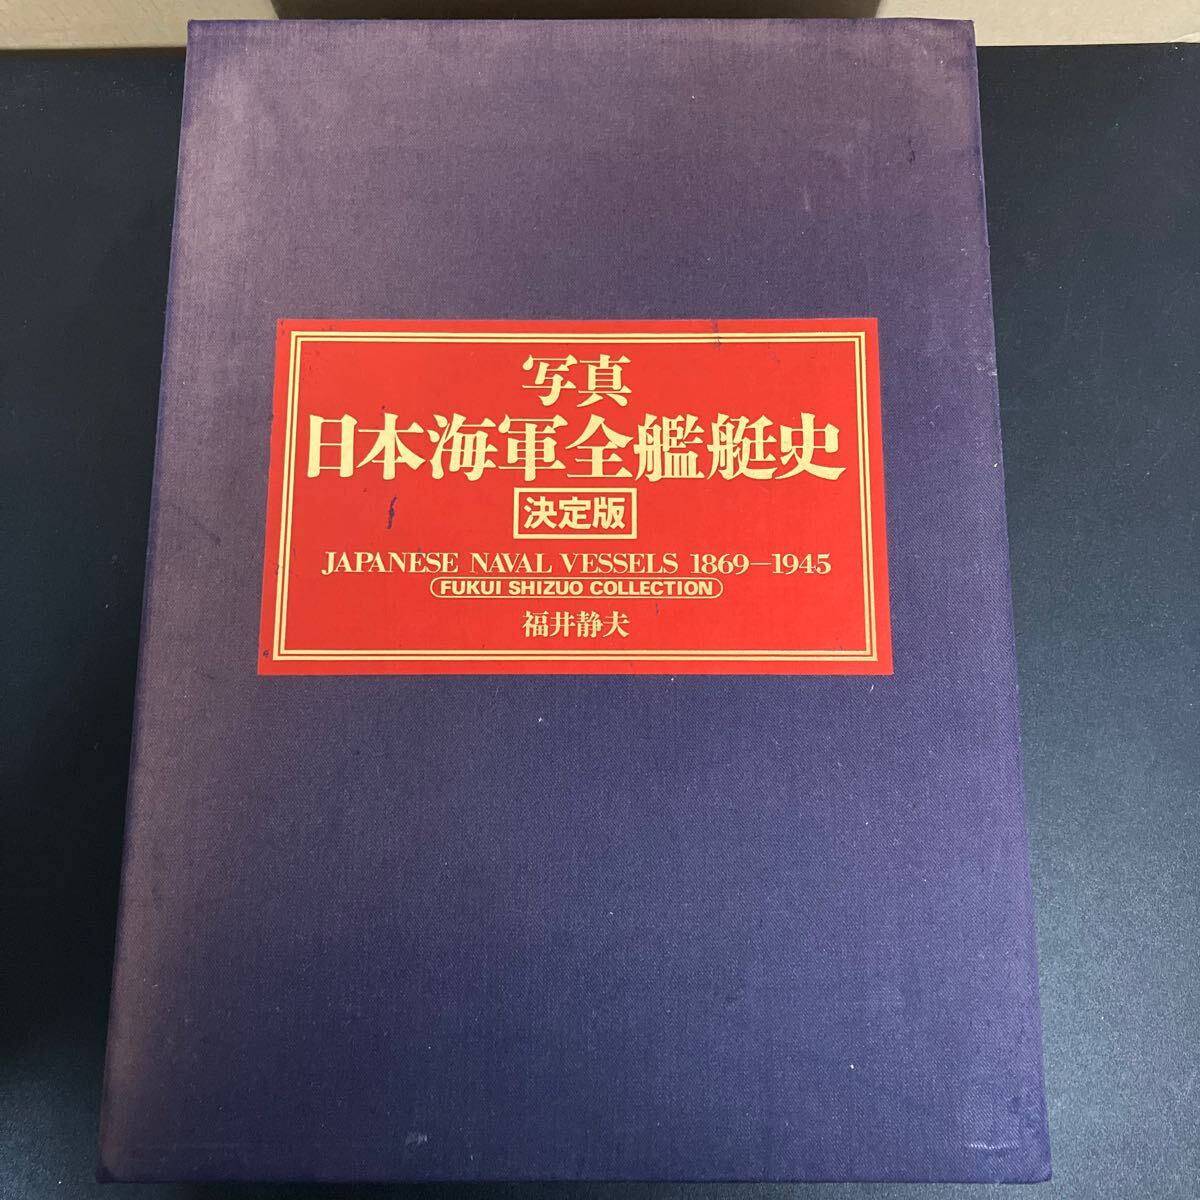 写真
日本海軍全艦艇史
決定版
JAPANESE NAVAL VESSELS 1869—1945
FUKUI SHIZUO COLLECTION
福井静夫